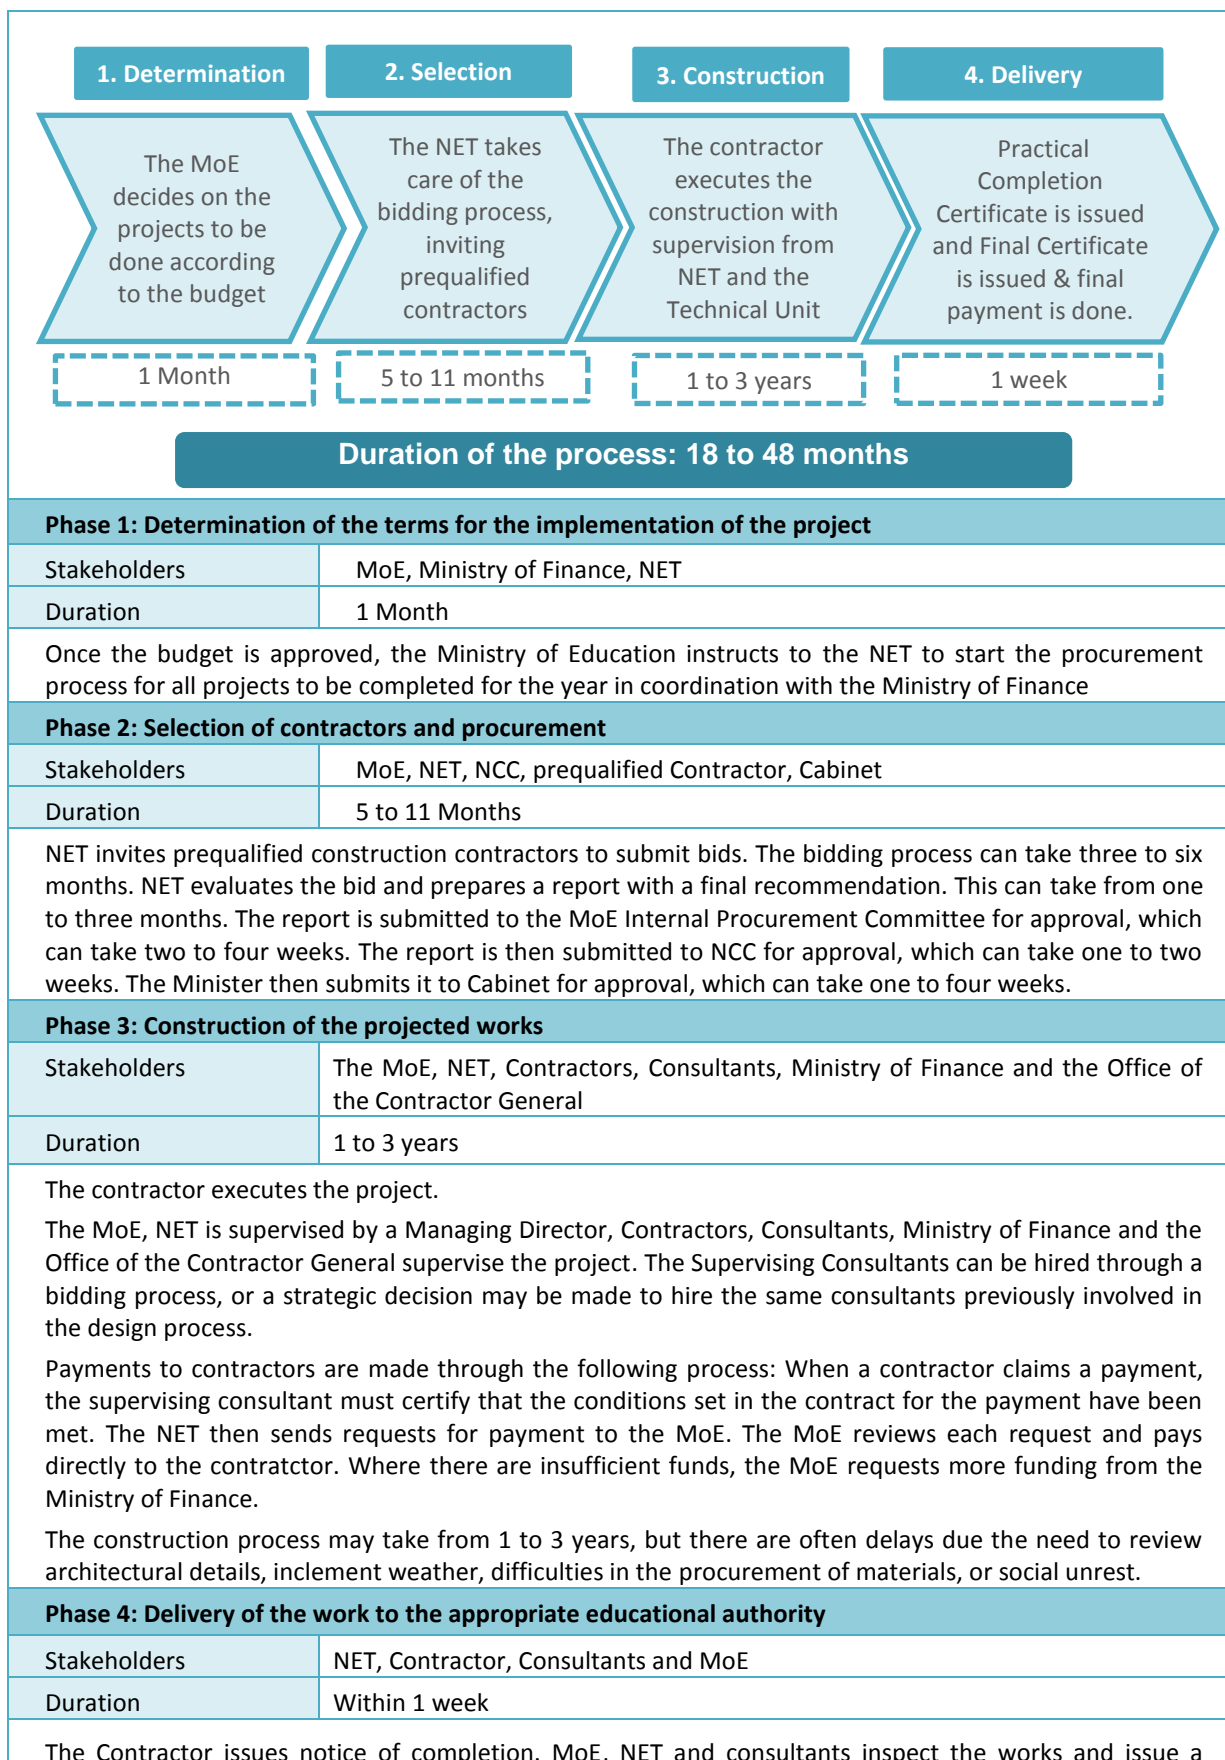 1. Determination
2. Selection
3. Construction
4. Delivery
The MoE
decides on the
projects to be
done according
to the budget
The NET takes
care of the
bidding process,
inviting
prequalified
contractors
The contractor
executes the
construction with
supervision from
NET and the
Technical Unit
Practical
Completion
Certificate is issued
and Final Certificate
is issued & final
payment is done.
1 Month
5 to 11 months
1 to 3 years
1 week
Duration of the process: 18 to 48 months
Phase 1: Determination of the terms for the implementation of the project
Stakeholders MoE, Ministry of Finance, NET
Duration 1 Month
Once the budget is approved, the Ministry of Education instructs to the NET to start the procurement
process for all projects to be completed for the year in coordination with the Ministry of Finance
Phase 2: Selection of contractors and procurement
Stakeholders MoE, NET, NCC, prequalified Contractor, Cabinet
Duration 5 to 11 Months
NET invites prequalified construction contractors to submit bids. The bidding process can take three to six
months. NET evaluates the bid and prepares a report with a final recommendation. This can take from one
to three months. The report is submitted to the MoE Internal Procurement Committee for approval, which
can take two to four weeks. The report is then submitted to NCC for approval, which can take one to two
weeks. The Minister then submits it to Cabinet for approval, which can take one to four weeks.
Phase 3: Construction of the projected works
Stakeholders The MoE, NET, Contractors, Consultants, Ministry of Finance and the Office of
the Contractor General
Duration 1 to 3 years
The contractor executes the project.
The MoE, NET is supervised by a Managing Director, Contractors, Consultants, Ministry of Finance and the
Office of the Contractor General supervise the project. The Supervising Consultants can be hired through a
bidding process, or a strategic decision may be made to hire the same consultants previously involved in
the design process.
Payments to contractors are made through the following process: When a contractor claims a payment,
the supervising consultant must certify that the conditions set in the contract for the payment have been
met. The NET then sends requests for payment to the MoE. The MoE reviews each request and pays
directly to the contratctor. Where there are insufficient funds, the MoE requests more funding from the
Ministry of Finance.
The construction process may take from 1 to 3 years, but there are often delays due the need to review
architectural details, inclement weather, difficulties in the procurement of materials, or social unrest.
Phase 4: Delivery of the work to the appropriate educational authority
Stakeholders NET, Contractor, Consultants and MoE
Duration Within 1 week
The Contractor issues notice of completion. MoE, NET and consultants inspect the works and issue a